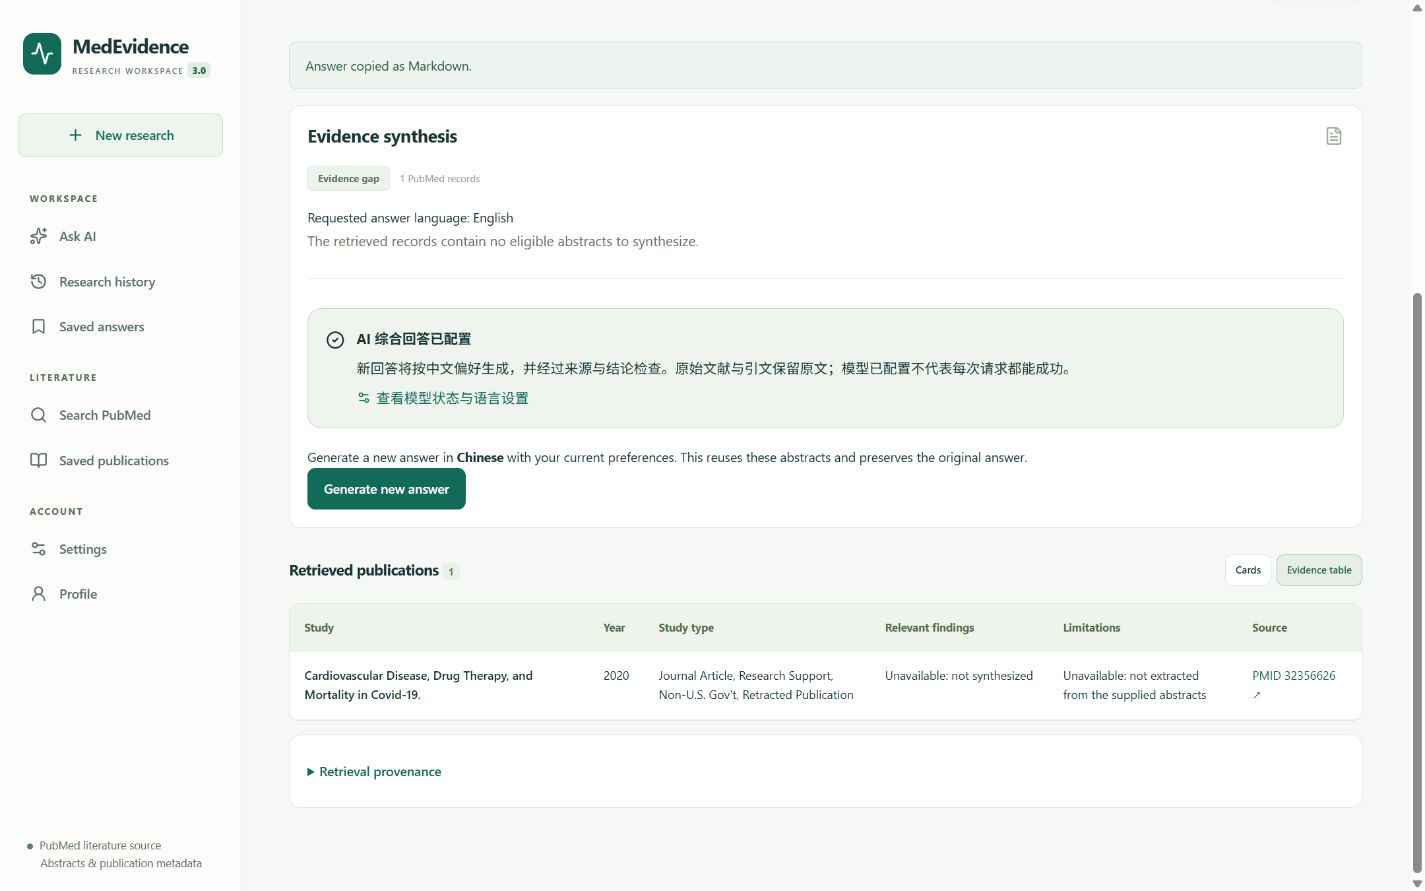 MedEvidence
RESEARCH WORKSPACE 3.0
New research
WORKSPACE
Ask AI
Research history
Saved answers
LITERATURE
Search PubMed
Saved publications
ACCOUNT
Settings
Profile
PubMed literature source
Abstracts & publication metadata
Answer copied as Markdown.
Evidence synthesis
Evidence gap 1 PubMed records
Requested answer language: English
The retrieved records contain no eligible abstracts to synthesize.
AI 综合回答已配置
新回答将按中文偏好生成，并经过来源与结论检查。原始文献与引文保留原文；模型已配置不代表每次请求都能成功。
查看模型状态与语言设置
Generate a new answer in Chinese with your current preferences. This reuses these abstracts and preserves the original answer.
Generate new answer
Retrieved publications 1
Cards
Evidence table
Study Year Study type Relevant findings Limitations Source
Cardiovascular Disease, Drug Therapy, and
Mortality in Covid-19.
2020
Journal Article, Research Support,
Non-U.S. Gov't, Retracted Publication
Unavailable: not synthesized
Unavailable: not extracted
from the supplied abstracts
PMID 32356626
↗
Retrieval provenance